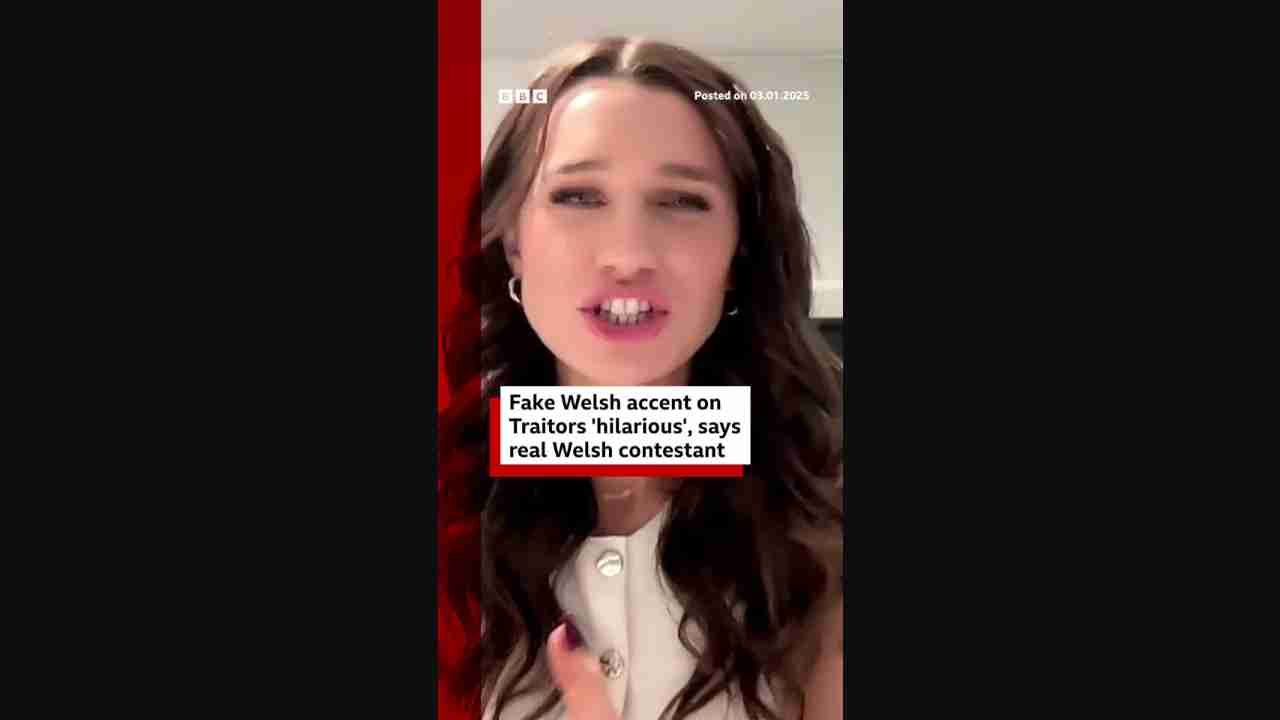 BBC
Posted on 03.01.2025
Fake Welsh accent on
Traitors 'hilarious', says
real Welsh contestant